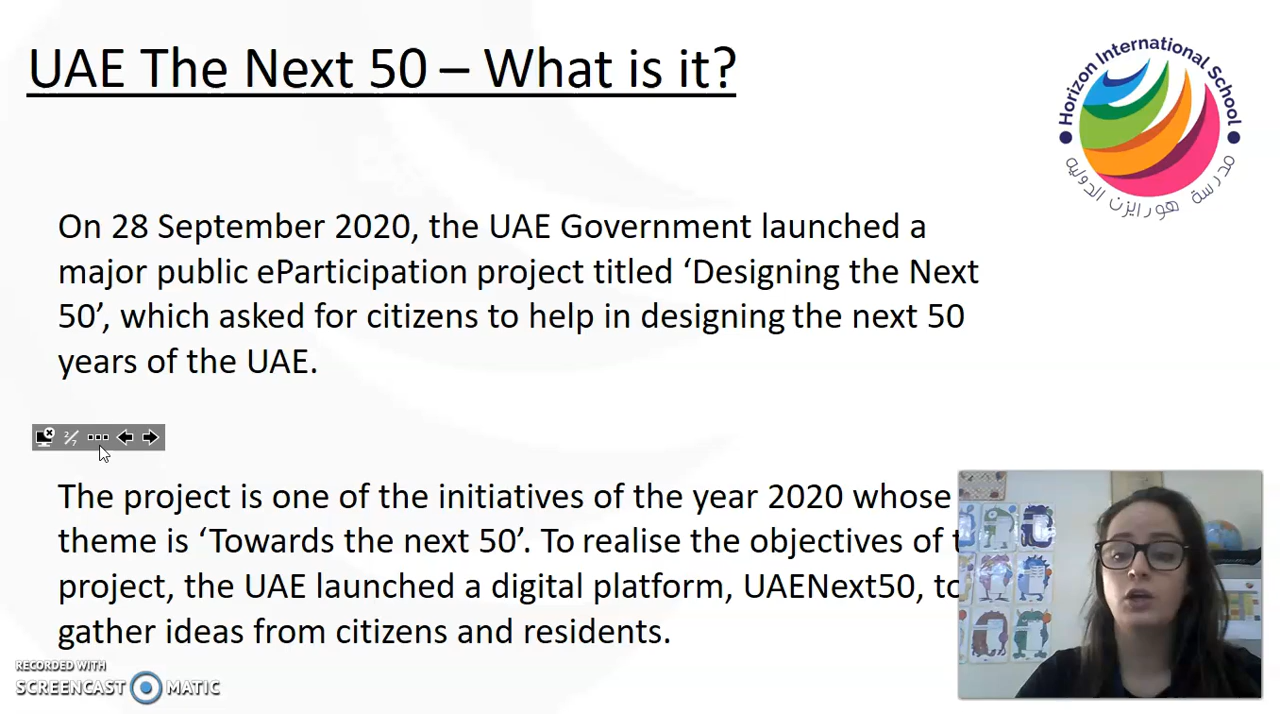 UAE The Next 50 – What is it?
Horizon International School
مدرسة هورايزن الدولية
On 28 September 2020, the UAE Government launched a
major public eParticipation project titled ‘Designing the Next
50’, which asked for citizens to help in designing the next 50
years of the UAE.
2/7
The project is one of the initiatives of the year 2020 whose
theme is ‘Towards the next 50’. To realise the objectives of
project, the UAE launched a digital platform, UAENext50, to
gather ideas from citizens and residents.
RECORDED WITH
SCREENCAST MATIC